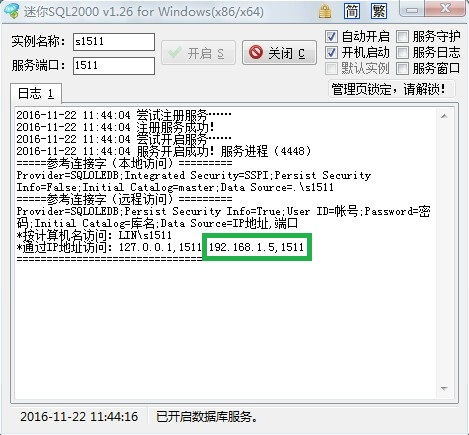 迷你SQL2000 v1.26 for Windows(x86/x64)
简 繁
实例名称: s1511
服务端口: 1511
开启 S
关闭 C
自动开启 服务守护
开机启动 服务日志
默认实例 服务窗口
日志 1
管理页锁定,请解锁!
2016-11-22 11:44:04 尝试注册服务……
2016-11-22 11:44:04 注册服务成功!
2016-11-22 11:44:04 尝试开启服务……
2016-11-22 11:44:04 服务开启成功! 服务进程 (4448)
=====参考连接字(本地访问)==================
Provider=SQLOLEDB;Integrated Security=SSPI;Persist Security
Info=False;Initial Catalog=master;Data Source=.\s1511
=====参考连接字(远程访问)==================
Provider=SQLOLEDB;Persist Security Info=True;User ID=帐号;Password=密
码;Initial Catalog=库名;Data Source=IP地址,端口
*按计算机名访问: LIN\s1511
*通过IP地址访问: 127.0.0.1,1511 192.168.1.5,1511
===========================================
2016-11-22 11:44:16 已开启数据库服务。